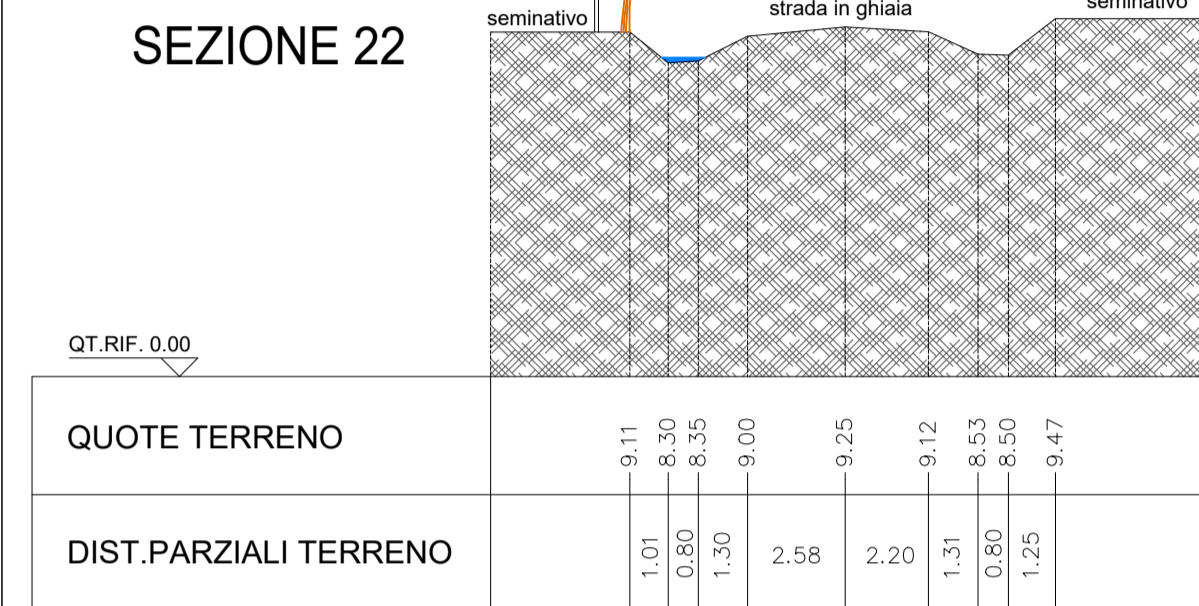 seminativo
strada in ghiaia
seminativo
SEZIONE 22
QT.RIF. 0.00
QUOTE TERRENO
9.11 8.30 8.35 9.00 9.25 9.12 8.53 8.50 9.47
DIST.PARZIALI TERRENO
1.01 0.80 1.30 2.58 2.20 1.31 0.80 1.25